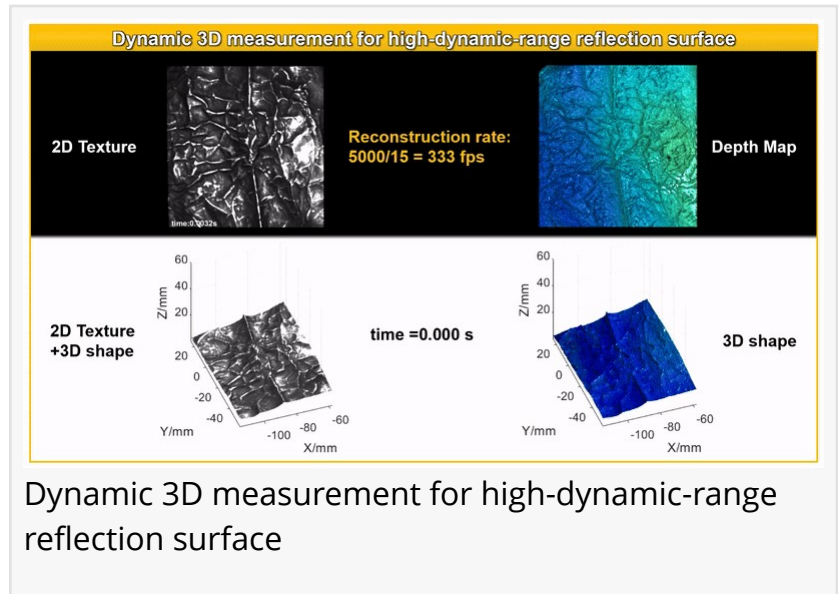 Dynamic 3D measurement for high-dynamic-range reflection surface
2D Texture
Reconstruction rate:
5000/15 = 333 fps
Depth Map
time:0.0032s
2D Texture
+3D shape
60
40
20
Z/mm
20
0
-20
-40
Y/mm
-100
-80
-60
X/mm
time =0.000 s
60
40
20
Z/mm
20
0
-20
-40
Y/mm
-100
-80
-60
X/mm
3D shape
Dynamic 3D measurement for high-dynamic-range
reflection surface